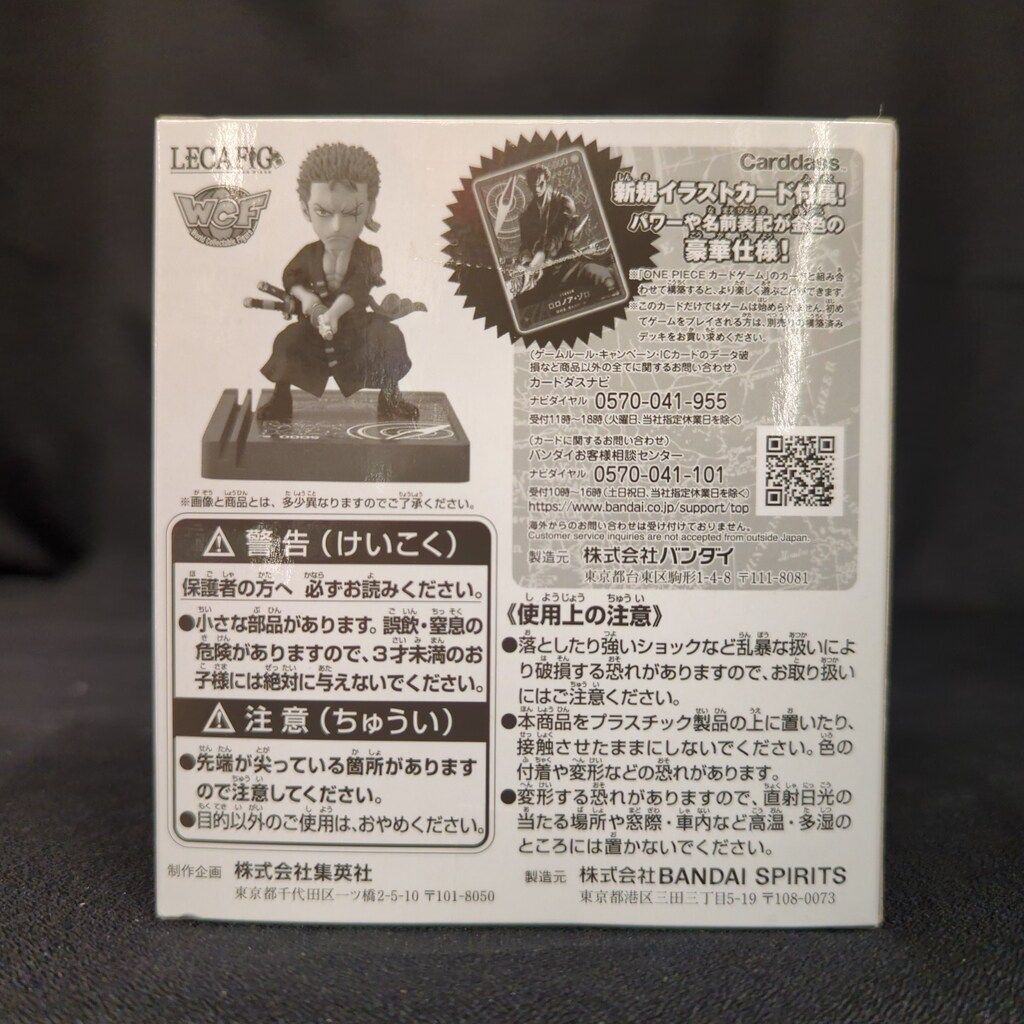 LECA FIG
WCF
World Collectable Figure
※画像と商品とは、多少異なりますのでご了承ください。
Carddass
新規イラストカード付属!
パワーや名前表記が金色の
豪華仕様!
ロロノア・ゾロ
5000
※「ONE PIECE カードゲーム」のカードと組み合
わせて構築すると、より楽しく遊ぶことができます。
※このカードだけではゲームは始められません。初め
てゲームをプレイされる方は、別売りの構築済み
デッキをお買い求めください。
(ゲームルール・キャンペーン・ICカードのデータ破
損など商品以外の全てに関するお問い合わせ)
カードダスナビ
ナビダイヤル 0570-041-955
受付11時~18時(火曜日、当社指定休業日を除く)
(カードに関するお問い合わせ)
バンダイお客様相談センター
ナビダイヤル 0570-041-101
受付10時~16時(土日祝日、当社指定休業日を除く)
https://www.bandai.co.jp/support/top
海外からのお問い合わせは受け付けておりません。
Customer service inquiries are not accepted from outside Japan.
製造元 株式会社バンダイ
東京都台東区駒形1-4-8 〒111-8081
⚠ 警告(けいこく)
保護者の方へ 必ずお読みください。
●小さな部品があります。誤飲・窒息の
危険がありますので、3才未満のお
子様には絶対に与えないでください。
⚠ 注意(ちゅうい)
●先端が尖っている箇所があります
ので注意してください。
●目的以外のご使用は、おやめください。
制作企画 株式会社集英社
東京都千代田区一ツ橋2-5-10 〒101-8050
《使用上の注意》
●落としたり強いショックなど乱暴な扱いによ
り破損する恐れがありますので、お取り扱い
にはご注意ください。
●本商品をプラスチック製品の上に置いたり、
接触させたままにしないでください。色の
付着や変形などの恐れがあります。
●変形する恐れがありますので、直射日光の
当たる場所や窓際・車内など高温・多湿の
ところには置かないでください。
製造元 株式会社BANDAI SPIRITS
東京都港区三田三丁目5-19 〒108-0073